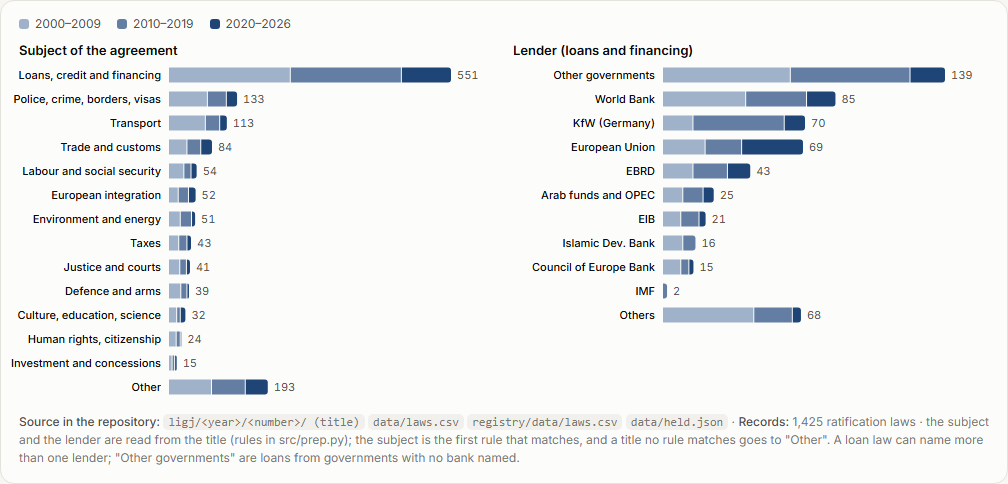 2000–2009 2010–2019 2020–2026
Subject of the agreement
Loans, credit and financing 551
Police, crime, borders, visas 133
Transport 113
Trade and customs 84
Labour and social security 54
European integration 52
Environment and energy 51
Taxes 43
Justice and courts 41
Defence and arms 39
Culture, education, science 32
Human rights, citizenship 24
Investment and concessions 15
Other 193
Lender (loans and financing)
Other governments 139
World Bank 85
KfW (Germany) 70
European Union 69
EBRD 43
Arab funds and OPEC 25
EIB 21
Islamic Dev. Bank 16
Council of Europe Bank 15
IMF 2
Others 68
Source in the repository: ligj/<year>/<number>/ (title) data/laws.csv registry/data/laws.csv data/held.json · Records: 1,425 ratification laws · the subject
and the lender are read from the title (rules in src/prep.py); the subject is the first rule that matches, and a title no rule matches goes to "Other". A loan law can name more
than one lender; "Other governments" are loans from governments with no bank named.